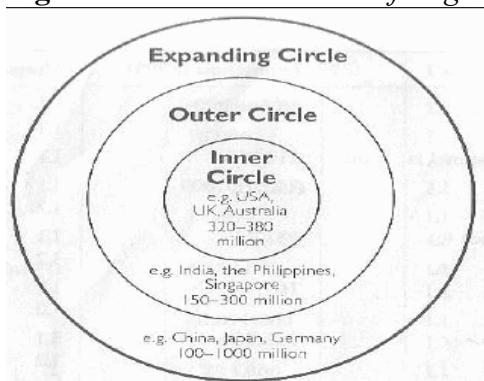 Expanding Circle
Outer Circle
Inner
Circle
e.g. USA,
UK, Australia
320–380
million
e.g. India, the Philippines,
Singapore
150–300 million
e.g. China, Japan, Germany
100–1000 million